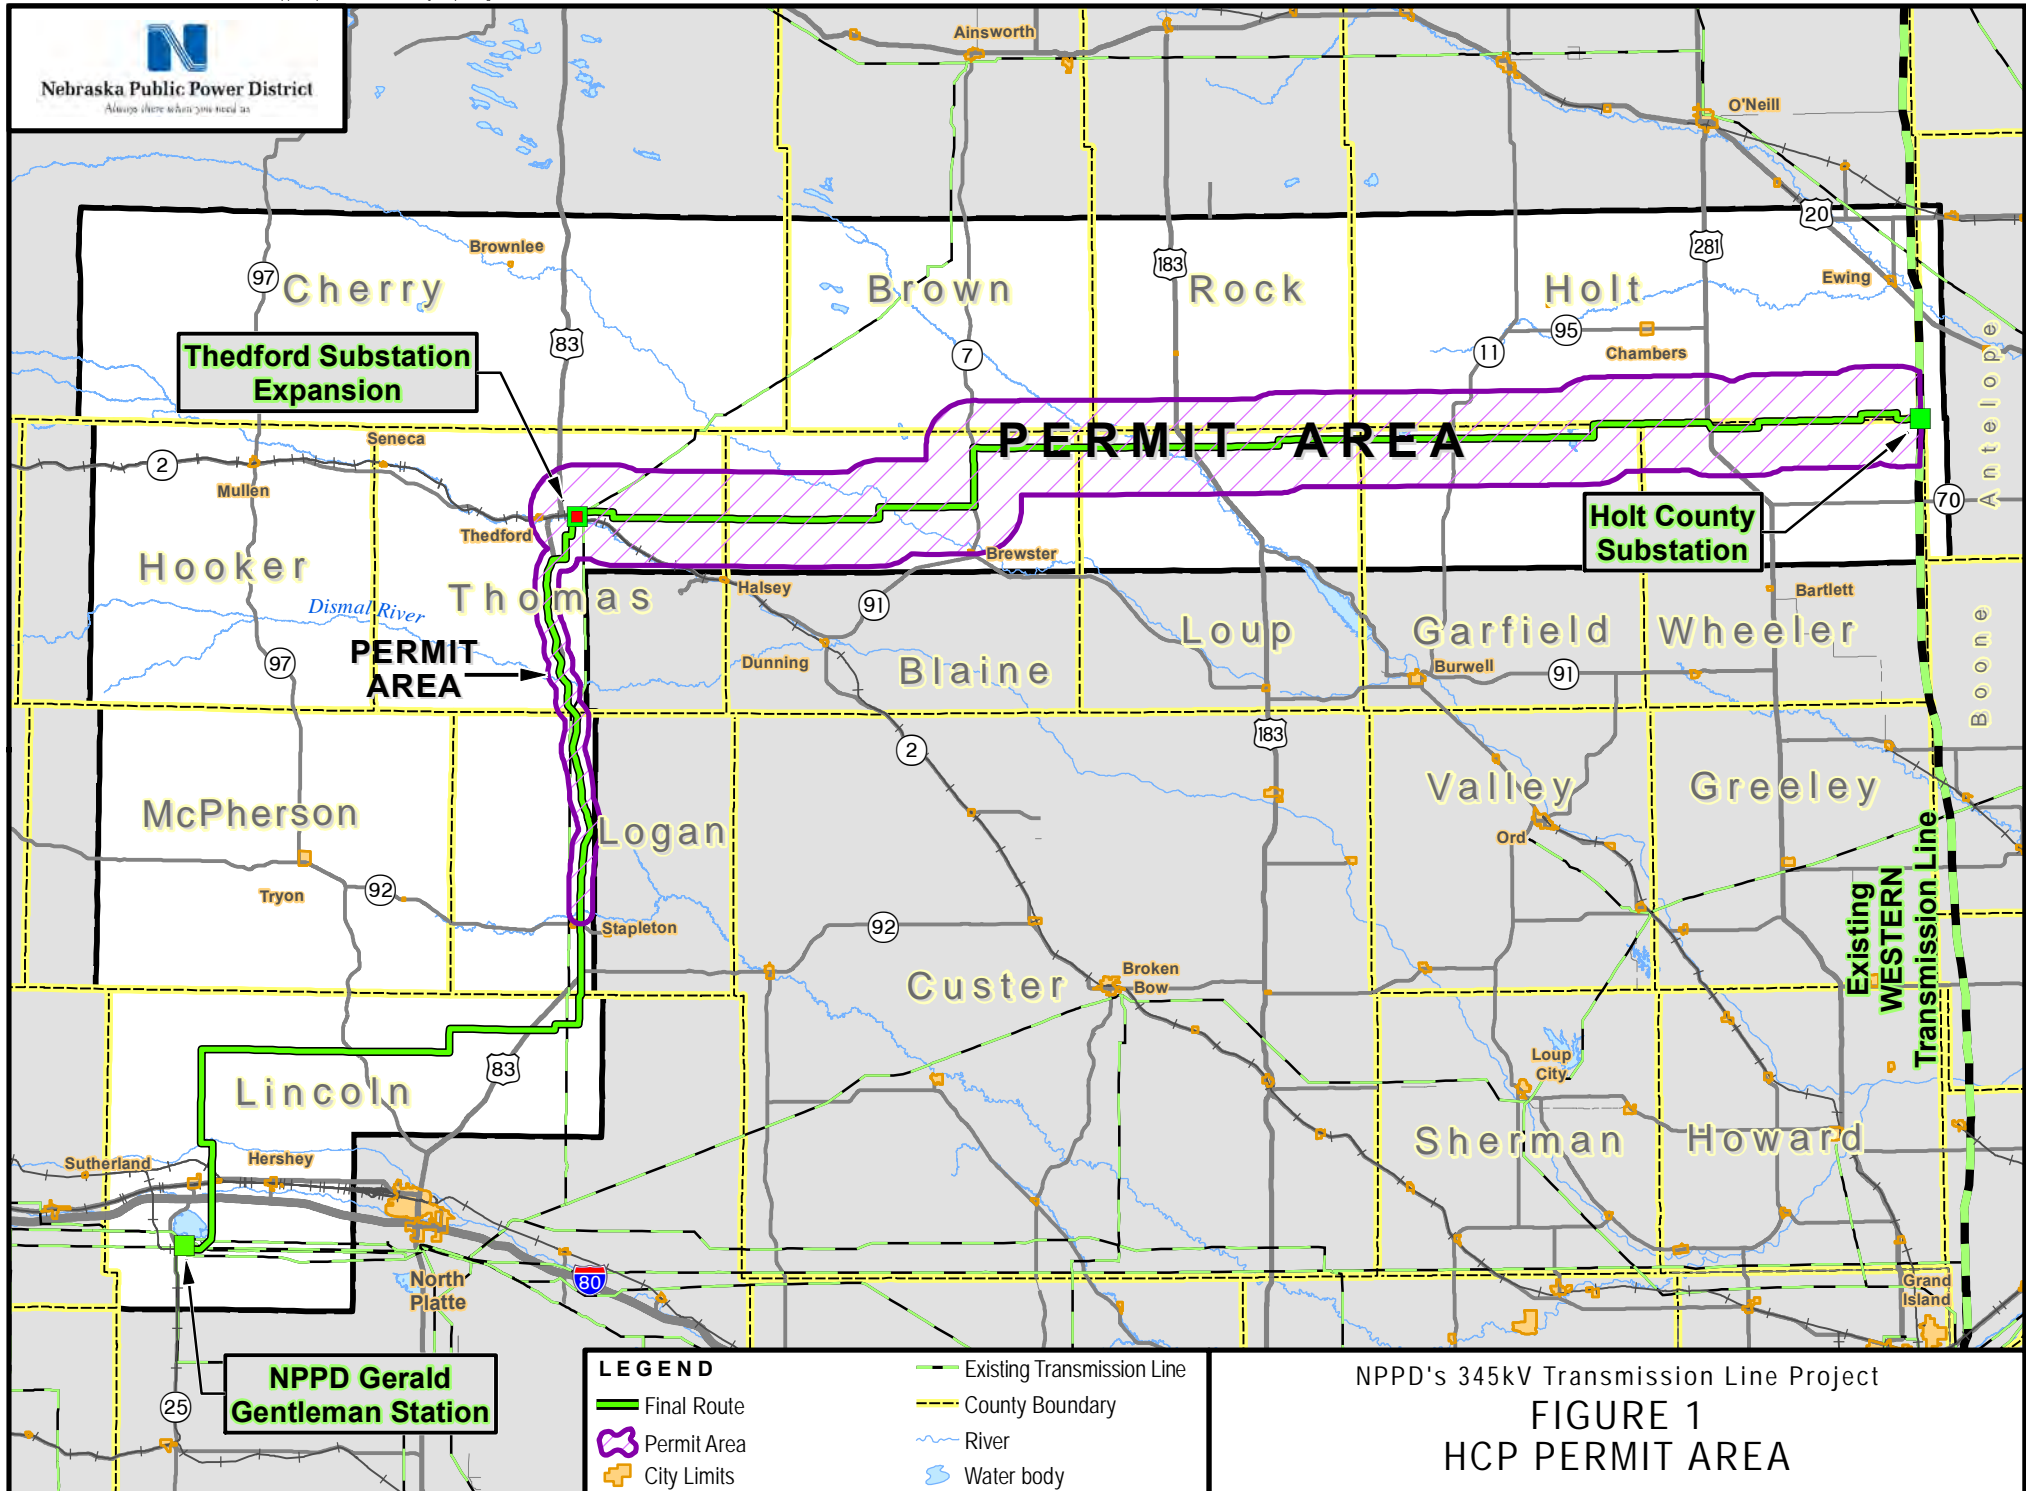 Nebraska Public Power District
Always there when you need us
Ainsworth
O'Neill
20
Brownlee
97
Cherry
83
Brown
7
183
Rock
Holt
281
Ewing
11
95
Chambers
Antelope
Thedford Substation
Expansion
PERMIT AREA
Seneca
2
Mullen
Thedford
Hooker
Thomas
Dismal River
97
PERMIT
AREA
Halsey
Brewster
91
Dunning
Blaine
Loup
Garfield
Burwell
91
Wheeler
Bartlett
Holt County
Substation
70
Boone
McPherson
Logan
Tryon
92
Stapleton
2
183
92
Custer
Broken
Bow
Valley
Ord
Greeley
Existing
WESTERN
Transmission Line
Loup
City
Sherman
Howard
Lincoln
83
Sutherland
Hershey
North
Platte
80
Grand
Island
NPPD Gerald
Gentleman Station
25
LEGEND
Final Route
Permit Area
City Limits
Existing Transmission Line
County Boundary
River
Water body
NPPD's 345kV Transmission Line Project
FIGURE 1
HCP PERMIT AREA